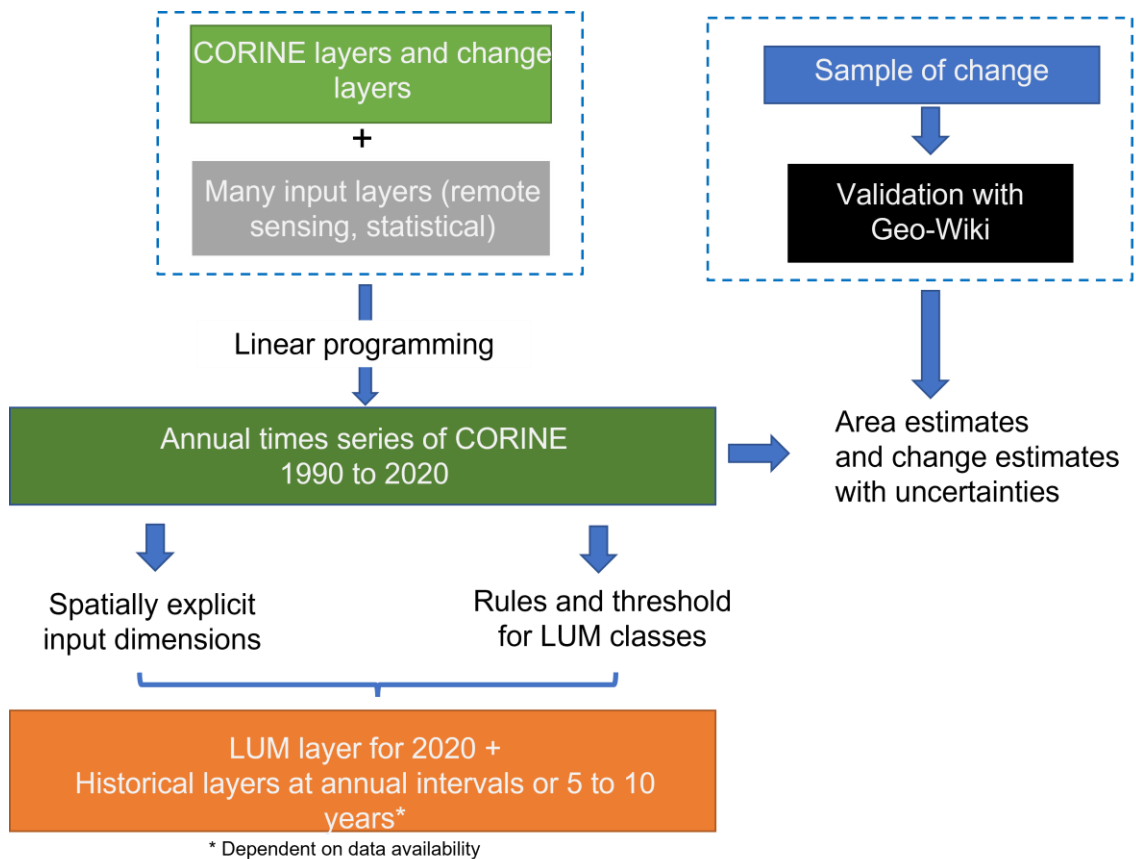 CORINE layers and change
layers
+
Many input layers (remote
sensing, statistical)
Sample of change
Validation with
Geo-Wiki
Linear programming
Annual times series of CORINE
1990 to 2020
Area estimates
and change estimates
with uncertainties
Spatially explicit
input dimensions
Rules and threshold
for LUM classes
LUM layer for 2020 +
Historical layers at annual intervals or 5 to 10
years*
* Dependent on data availability